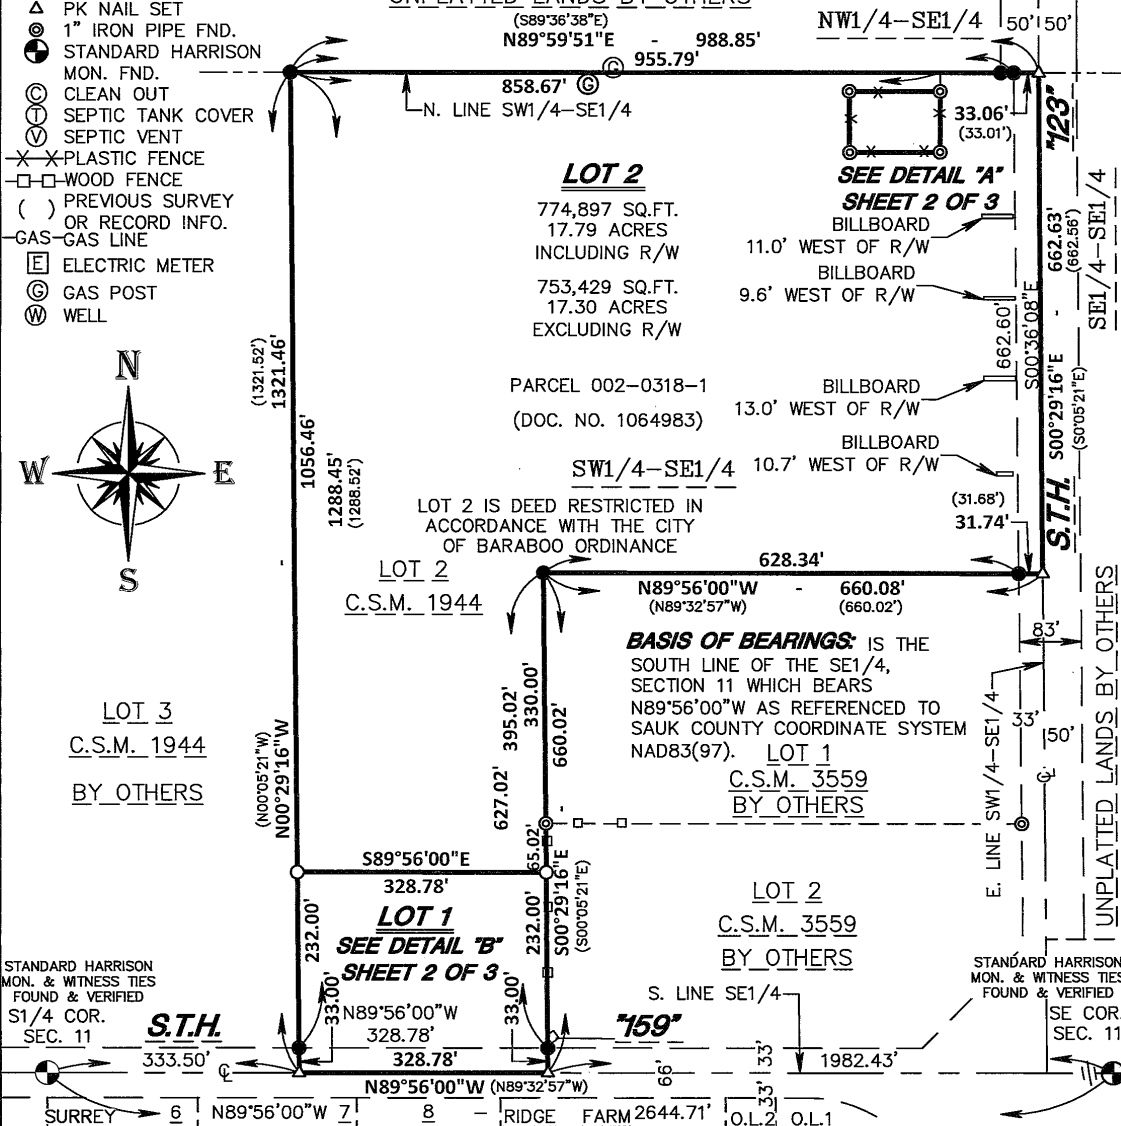 UNPLATTED LANDS BY OTHERS
△ PK NAIL SET
1" IRON PIPE FND.
STANDARD HARRISON
MON. FND.
Ⓒ CLEAN OUT
Ⓣ SEPTIC TANK COVER
Ⓥ SEPTIC VENT
X X PLASTIC FENCE
WOOD FENCE
( ) PREVIOUS SURVEY
OR RECORD INFO.
GAS GAS LINE
E ELECTRIC METER
Ⓖ GAS POST
Ⓦ WELL
(S89°36'38"E)
N89°59'51"E - 988.85'
955.79'
G
G
858.67'
N. LINE SW1/4-SE1/4
NW1/4-SE1/4
50' 50'
33.06'
(33.01')
"123"
SEE DETAIL "A"
SHEET 2 OF 3
LOT 2
774,897 SQ.FT.
17.79 ACRES
INCLUDING R/W
753,429 SQ.FT.
17.30 ACRES
EXCLUDING R/W
PARCEL 002-0318-1
(DOC. NO. 1064983)
BILLBOARD
11.0' WEST OF R/W
BILLBOARD
9.6' WEST OF R/W
BILLBOARD
13.0' WEST OF R/W
BILLBOARD
10.7' WEST OF R/W
662.60'
S00°36'08"E
662.63'
(662.56')
-
S00°29'16"E
(S0°05'21"E)
SE1/4-SE1/4
S.T.H.
(31.68')
31.74'
N
W
E
S
(1321.52')
1321.46'
-
1056.46'
1288.45'
(1288.52')
(N00°05'21"W)
N00°29'16"W
SW1/4-SE1/4
LOT 2 IS DEED RESTRICTED IN
ACCORDANCE WITH THE CITY
OF BARABOO ORDINANCE
LOT 2
C.S.M. 1944
628.34'
N89°56'00"W - 660.08'
(N89°32'57"W) (660.02')
BASIS OF BEARINGS: IS THE
SOUTH LINE OF THE SE1/4,
SECTION 11 WHICH BEARS
N89°56'00"W AS REFERENCED TO
SAUK COUNTY COORDINATE SYSTEM
NAD83(97).
LOT 1
C.S.M. 3559
BY OTHERS
83'
33'
50'
E. LINE SW1/4-SE1/4
UNPLATTED LANDS BY OTHERS
LOT 3
C.S.M. 1944
BY OTHERS
395.02'
330.00'
660.02'
627.02'
-
65.02'
S00°29'16"E
(S00°05'21"E)
S89°56'00"E
328.78'
232.00'
232.00'
LOT 1
SEE DETAIL "B"
SHEET 2 OF 3
33.00'
33.00'
N89°56'00"W
328.78'
328.78'
N89°56'00"W (N89°32'57"W)
LOT 2
C.S.M. 3559
BY OTHERS
S. LINE SE1/4
STANDARD HARRISON
MON. & WITNESS TIES
FOUND & VERIFIED
S1/4 COR.
SEC. 11
STANDARD HARRISON
MON. & WITNESS TIES
FOUND & VERIFIED
SE COR.
SEC. 11
S.T.H.
"159"
333.50'
66'
33'
33'
1982.43'
SURREY 6 N89°56'00"W 7 8 - RIDGE FARM 2644.71' O.L.2 O.L.1